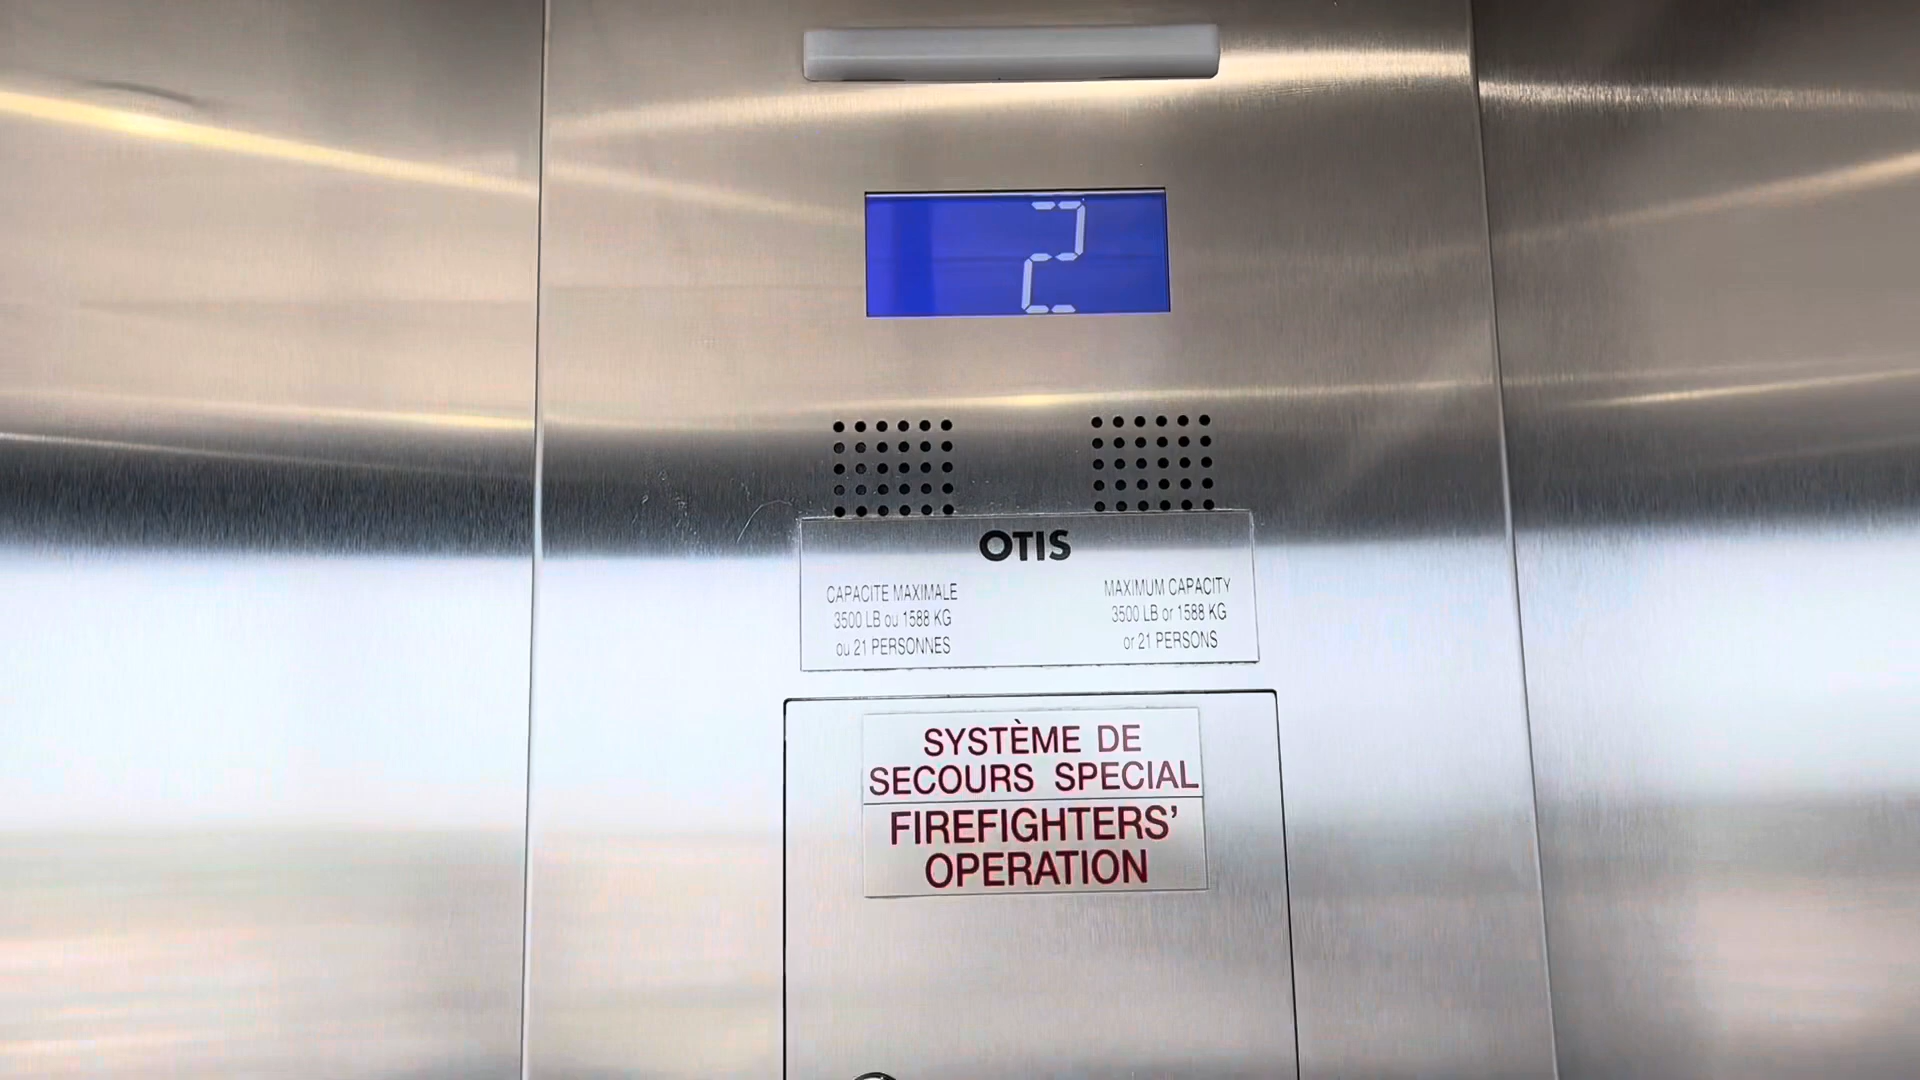 2
OTIS
CAPACITE MAXIMALE
3500 LB ou 1588 KG
ou 21 PERSONNES
MAXIMUM CAPACITY
3500 LB or 1588 KG
or 21 PERSONS
SYSTÈME DE
SECOURS SPECIAL
FIREFIGHTERS'
OPERATION